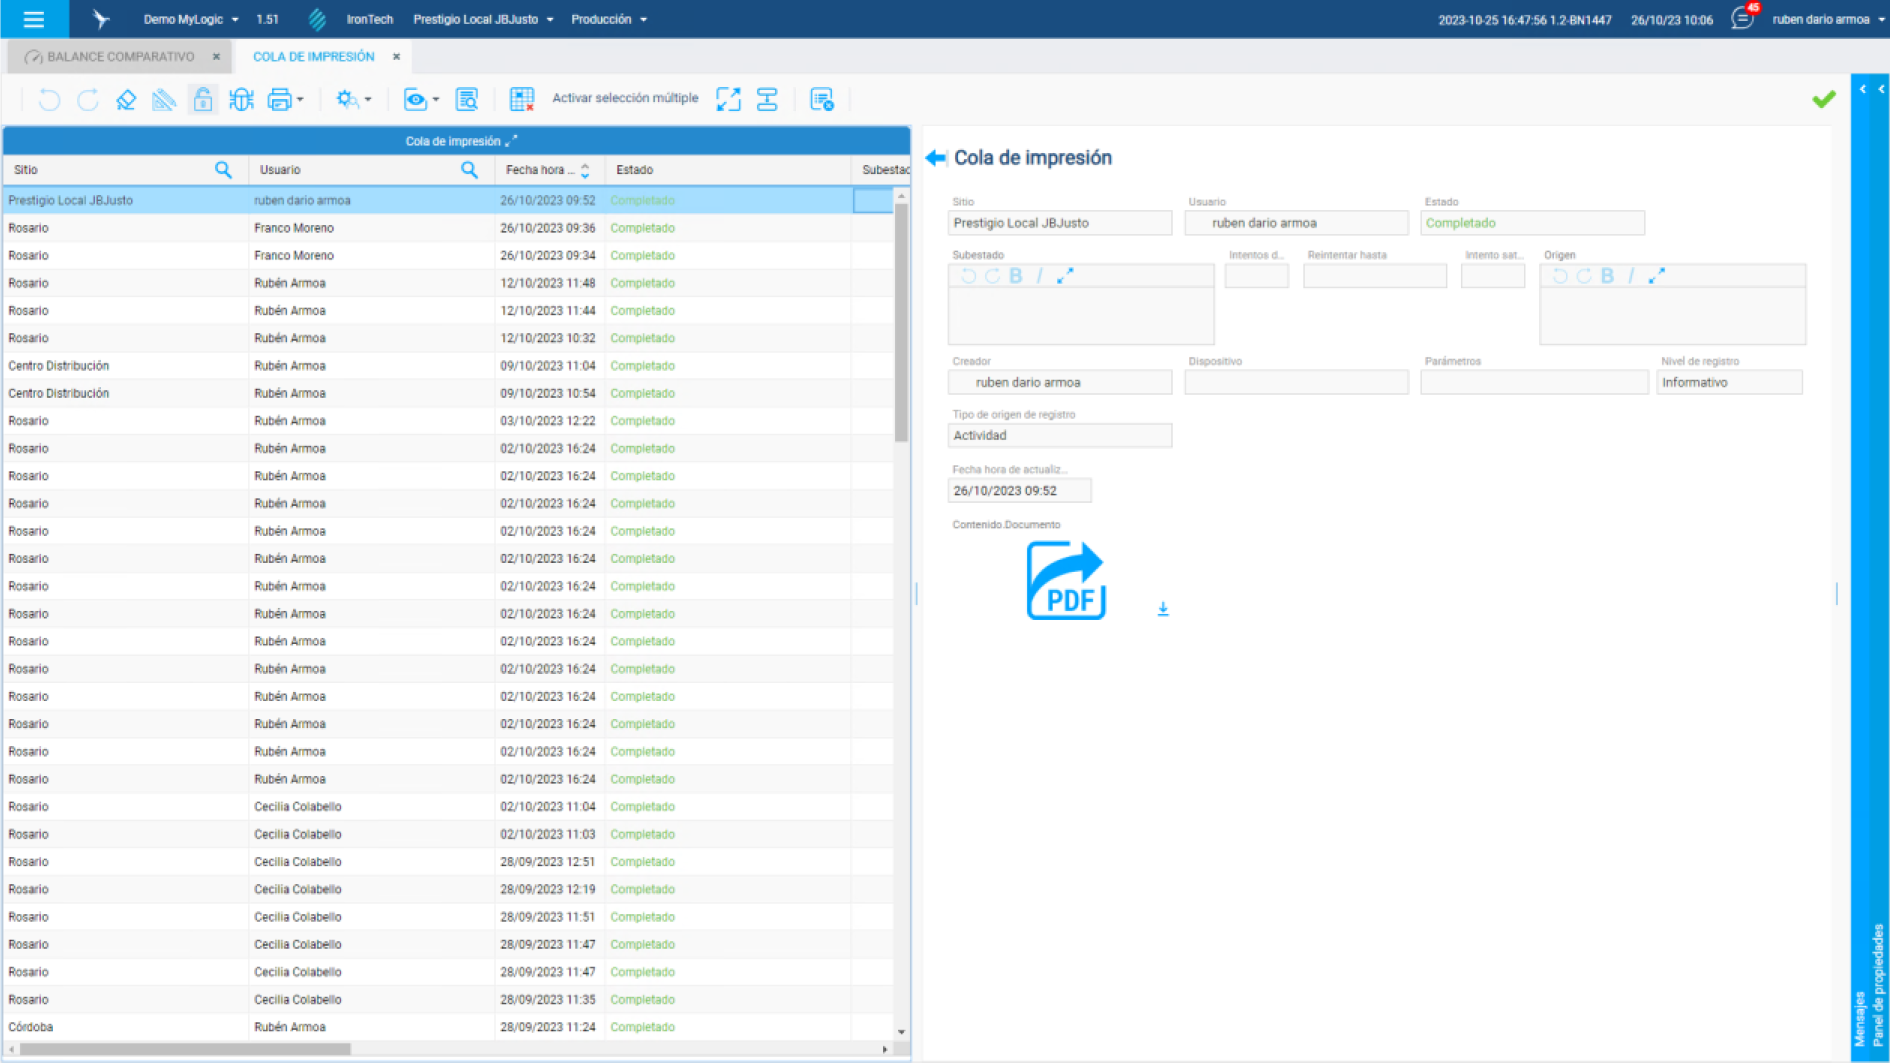 Demo MyLogic 1.51 IronTech Prestigio Local JBJusto Producción 2023-10-25 16:47:56 1.2-BN1447 26/10/23 10:06 45 ruben dario armoa
BALANCE COMPARATIVO × COLA DE IMPRESIÓN ×
Activar selección múltiple
Cola de impresión
Sitio Usuario Fecha hora ... Estado Subestac
Prestigio Local JBJusto ruben dario armoa 26/10/2023 09:52 Completado
Rosario Franco Moreno 26/10/2023 09:36 Completado
Rosario Franco Moreno 26/10/2023 09:34 Completado
Rosario Rubén Armoa 12/10/2023 11:48 Completado
Rosario Rubén Armoa 12/10/2023 11:44 Completado
Rosario Rubén Armoa 12/10/2023 10:32 Completado
Centro Distribución Rubén Armoa 09/10/2023 11:04 Completado
Centro Distribución Rubén Armoa 09/10/2023 10:54 Completado
Rosario Rubén Armoa 03/10/2023 12:22 Completado
Rosario Rubén Armoa 02/10/2023 16:24 Completado
Rosario Rubén Armoa 02/10/2023 16:24 Completado
Rosario Rubén Armoa 02/10/2023 16:24 Completado
Rosario Rubén Armoa 02/10/2023 16:24 Completado
Rosario Rubén Armoa 02/10/2023 16:24 Completado
Rosario Rubén Armoa 02/10/2023 16:24 Completado
Rosario Rubén Armoa 02/10/2023 16:24 Completado
Rosario Rubén Armoa 02/10/2023 16:24 Completado
Rosario Rubén Armoa 02/10/2023 16:24 Completado
Rosario Rubén Armoa 02/10/2023 16:24 Completado
Rosario Rubén Armoa 02/10/2023 16:24 Completado
Rosario Rubén Armoa 02/10/2023 16:24 Completado
Rosario Rubén Armoa 02/10/2023 16:24 Completado
Rosario Cecilia Colabello 02/10/2023 11:04 Completado
Rosario Cecilia Colabello 02/10/2023 11:03 Completado
Rosario Cecilia Colabello 28/09/2023 12:51 Completado
Rosario Cecilia Colabello 28/09/2023 12:19 Completado
Rosario Cecilia Colabello 28/09/2023 11:51 Completado
Rosario Cecilia Colabello 28/09/2023 11:47 Completado
Rosario Cecilia Colabello 28/09/2023 11:47 Completado
Rosario Cecilia Colabello 28/09/2023 11:35 Completado
Córdoba Rubén Armoa 28/09/2023 11:24 Completado
Cola de impresión
Sitio Usuario Estado
Prestigio Local JBJusto ruben dario armoa Completado
Subestado Intentos d... Reintentar hasta Intento sat... Origen
B I B I
Creador Dispositivo Parámetros Nivel de registro
ruben dario armoa Informativo
Tipo de origen de registro
Actividad
Fecha hora de actualiz...
26/10/2023 09:52
Contenido.Documento
PDF
Mensajes
Panel de propiedades